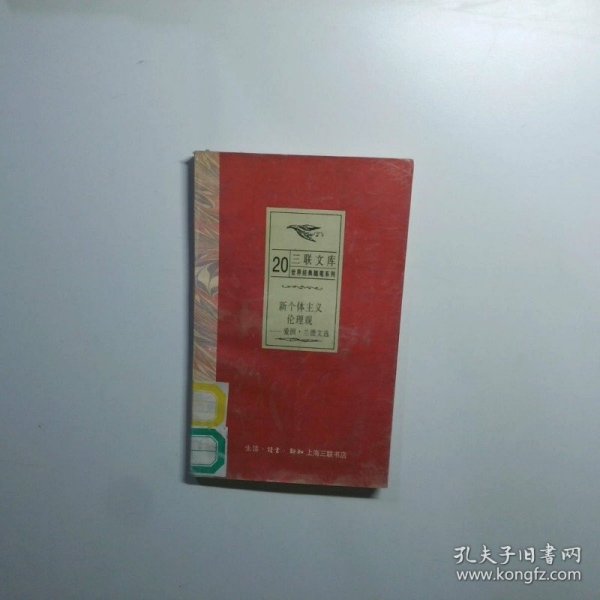 20
三联文库
世界经典随笔系列
新个体主义
伦理观
——爱因·兰德文选
生活·读书·新知 上海三联书店
孔夫子旧书网
www.kongfz.com